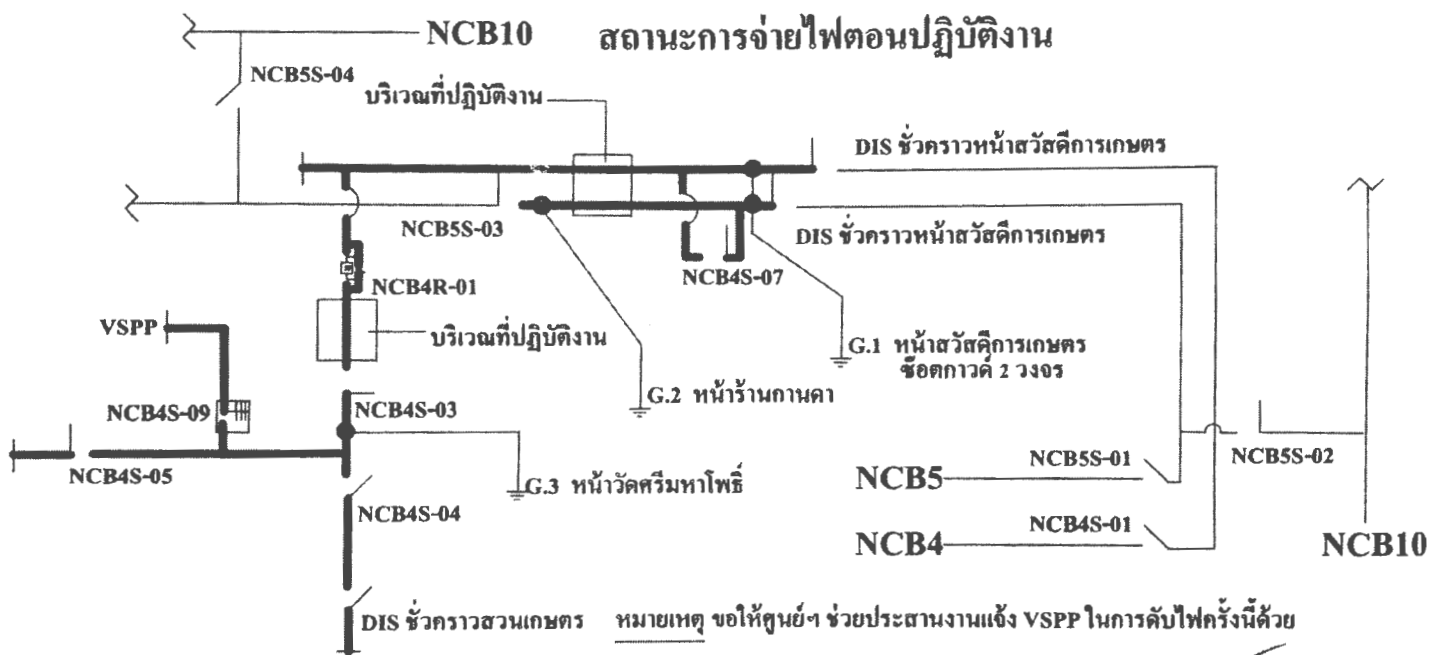 NCB10
สถานะการจ่ายไฟตอนปฏิบัติงาน
NCB5S-04
บริเวณที่ปฏิบัติงาน
DIS ชั่วคราวหน้าสวัสดีการเกษตร
NCB5S-03
DIS ชั่วคราวหน้าสวัสดีการเกษตร
NCB4S-07
NCB4R-01
VSPP
บริเวณที่ปฏิบัติงาน
G.1 หน้าสวัสดีการเกษตร
ช๊อตกาวด์ 2 วงจร
G.2 หน้าร้านกานดา
NCB4S-09
NCB4S-03
NCB4S-05
G.3 หน้าวัดศรีมหาโพธิ์
NCB5
NCB5S-01
NCB5S-02
NCB4S-04
NCB4
NCB4S-01
NCB10
DIS ชั่วคราวสวนเกษตร
หมายเหตุ ขอให้ศูนย์ฯ ช่วยประสานงานแจ้ง VSPP ในการดับไฟครั้งนี้ด้วย